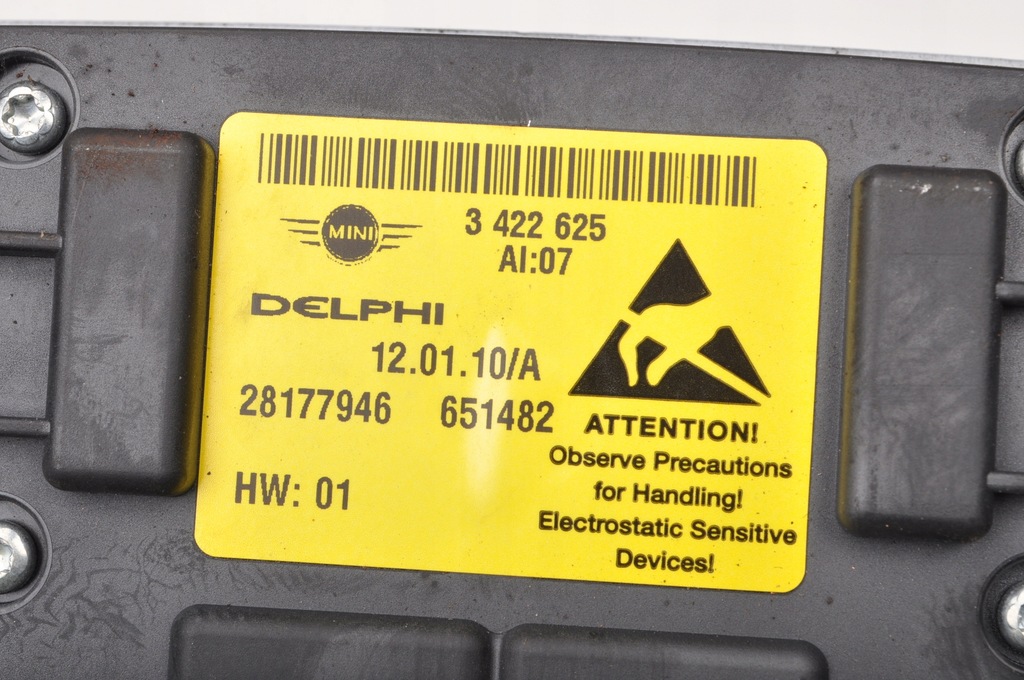 MINI
3 422 625
AI:07
DELPHI
12.01.10/A
28177946 651482
HW: 01
ATTENTION!
Observe Precautions
for Handling!
Electrostatic Sensitive
Devices!